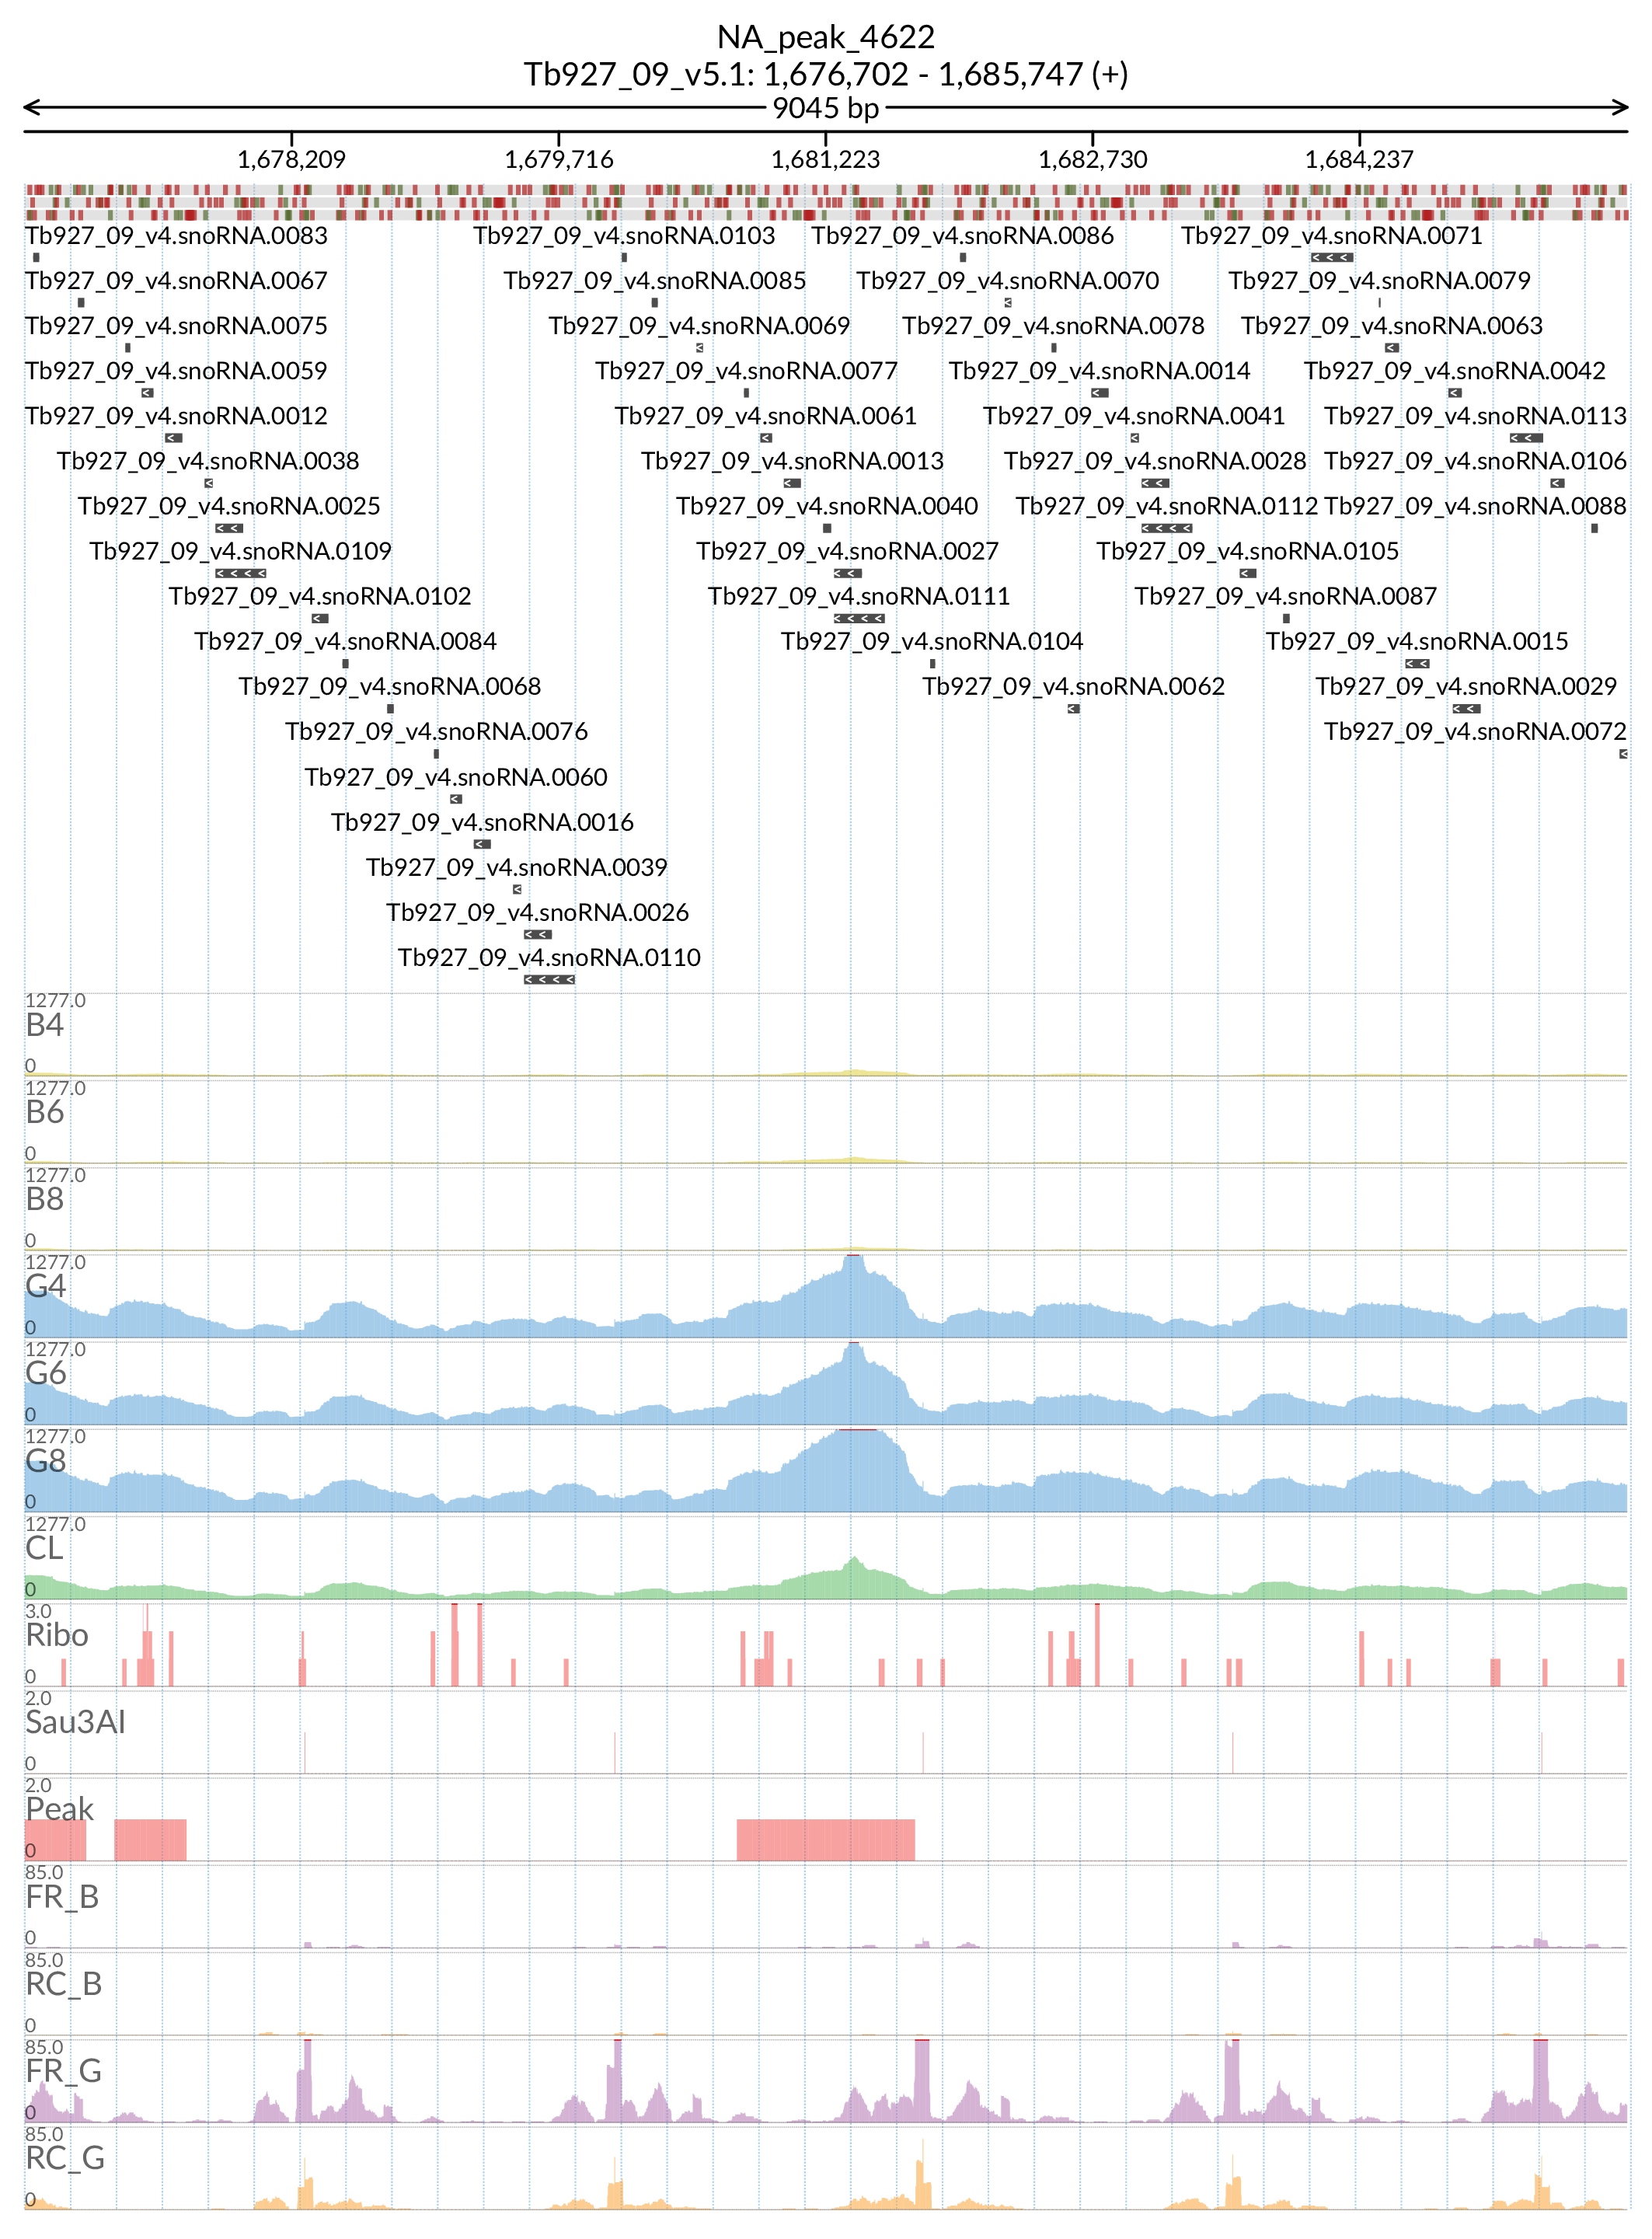 NA_peak_4622
Tb927_09_v5.1: 1,676,702 - 1,685,747 (+)
9045 bp
1,678,209 1,679,716 1,681,223 1,682,730 1,684,237
Tb927_09_v4.snoRNA.0083 Tb927_09_v4.snoRNA.0103 Tb927_09_v4.snoRNA.0086 Tb927_09_v4.snoRNA.0071
Tb927_09_v4.snoRNA.0067 Tb927_09_v4.snoRNA.0085 Tb927_09_v4.snoRNA.0070 Tb927_09_v4.snoRNA.0079
Tb927_09_v4.snoRNA.0075 Tb927_09_v4.snoRNA.0069 Tb927_09_v4.snoRNA.0078 Tb927_09_v4.snoRNA.0063
Tb927_09_v4.snoRNA.0059 Tb927_09_v4.snoRNA.0077 Tb927_09_v4.snoRNA.0014 Tb927_09_v4.snoRNA.0042
Tb927_09_v4.snoRNA.0012 Tb927_09_v4.snoRNA.0061 Tb927_09_v4.snoRNA.0041 Tb927_09_v4.snoRNA.0113
Tb927_09_v4.snoRNA.0038 Tb927_09_v4.snoRNA.0013 Tb927_09_v4.snoRNA.0028 Tb927_09_v4.snoRNA.0106
Tb927_09_v4.snoRNA.0025 Tb927_09_v4.snoRNA.0040 Tb927_09_v4.snoRNA.0112 Tb927_09_v4.snoRNA.0088
Tb927_09_v4.snoRNA.0109 Tb927_09_v4.snoRNA.0027 Tb927_09_v4.snoRNA.0105
Tb927_09_v4.snoRNA.0102 Tb927_09_v4.snoRNA.0111 Tb927_09_v4.snoRNA.0087
Tb927_09_v4.snoRNA.0084 Tb927_09_v4.snoRNA.0104 Tb927_09_v4.snoRNA.0015
Tb927_09_v4.snoRNA.0068 Tb927_09_v4.snoRNA.0062 Tb927_09_v4.snoRNA.0029
Tb927_09_v4.snoRNA.0076 Tb927_09_v4.snoRNA.0072
Tb927_09_v4.snoRNA.0060
Tb927_09_v4.snoRNA.0016
Tb927_09_v4.snoRNA.0039
Tb927_09_v4.snoRNA.0026
Tb927_09_v4.snoRNA.0110
1277.0
B4
0
1277.0
B6
0
1277.0
B8
0
1277.0
G4
0
1277.0
G6
0
1277.0
G8
0
1277.0
CL
0
3.0
Ribo
0
2.0
Sau3AI
0
2.0
Peak
0
85.0
FR_B
0
85.0
RC_B
0
85.0
FR_G
0
85.0
RC_G
0